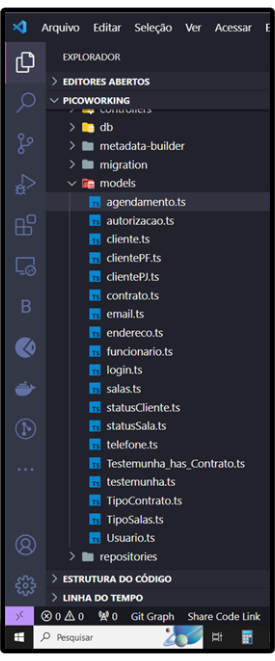 Arquivo Editar Seleção Ver Acessar E
EXPLORADOR
EDITORES ABERTOS
PICOWORKING
controllers
db
metadata-builder
migration
models
agendamento.ts
autorizacao.ts
cliente.ts
clientePF.ts
clientePJ.ts
contrato.ts
email.ts
endereco.ts
funcionario.ts
login.ts
salas.ts
statusCliente.ts
statusSala.ts
telefone.ts
Testemunha_has_Contrato.ts
testemunha.ts
TipoContrato.ts
TipoSalas.ts
Usuario.ts
repositories
ESTRUTURA DO CÓDIGO
LINHA DO TEMPO
0 0 0 Git Graph Share Code Link
Pesquisar